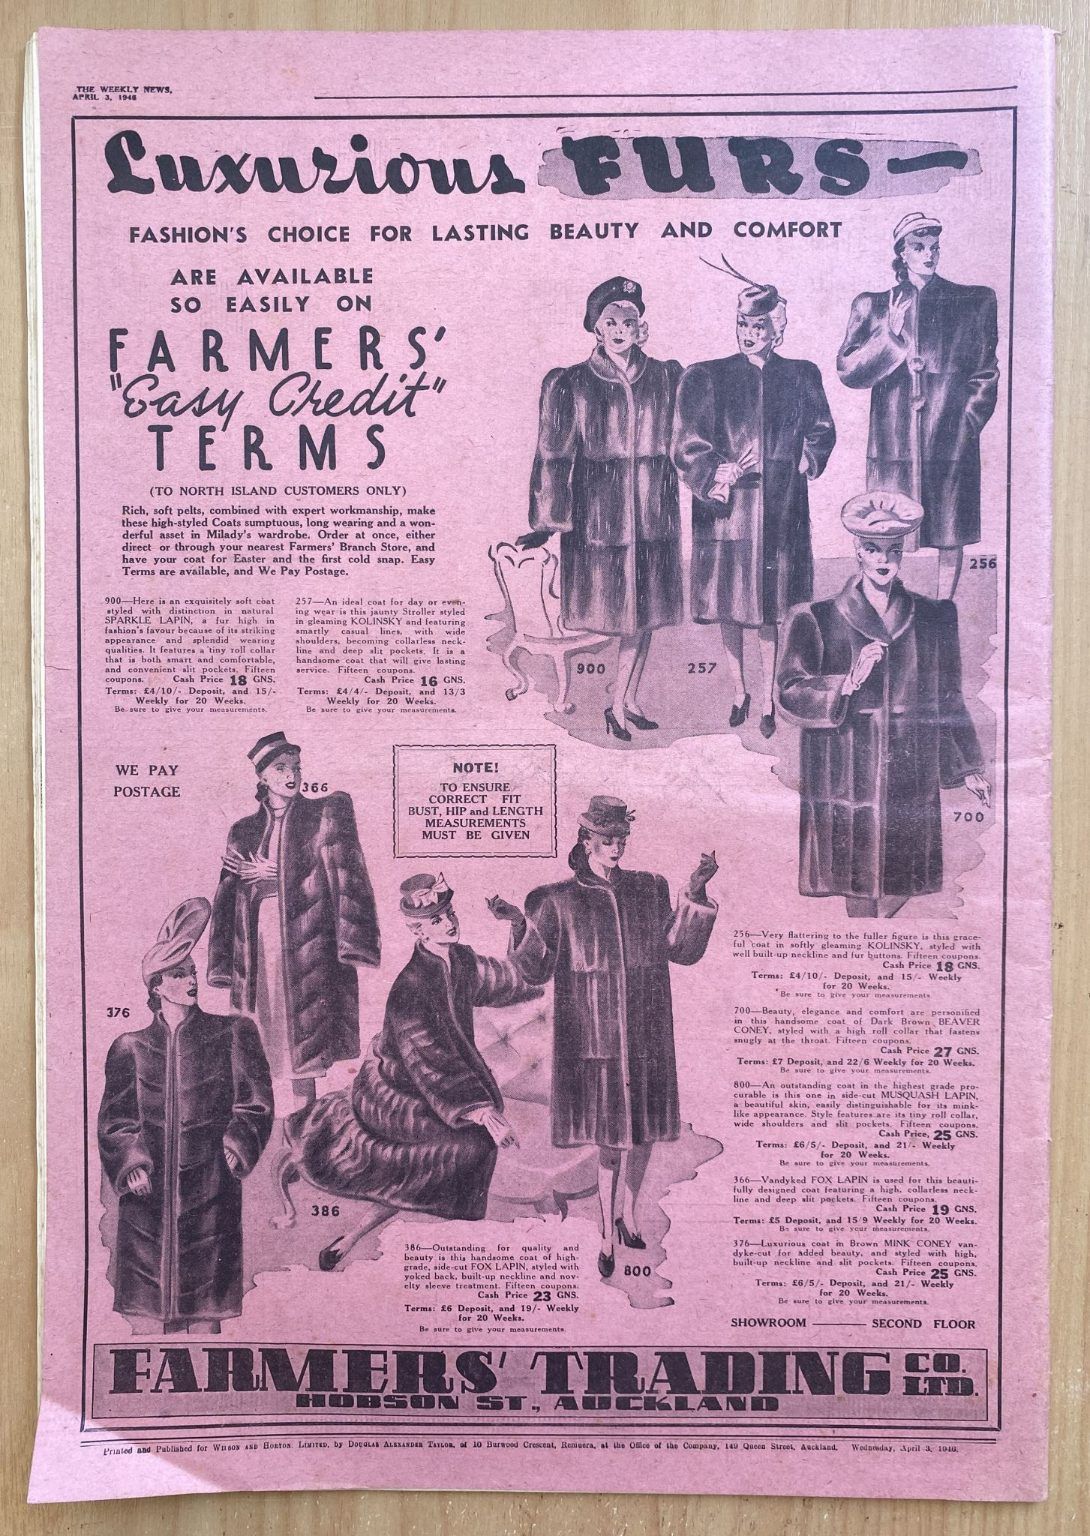 THE WEEKLY NEWS,
APRIL 3, 1946
Luxurious FURS—
FASHION'S CHOICE FOR LASTING BEAUTY AND COMFORT
ARE AVAILABLE
SO EASILY ON
FARMERS'
"Easy Credit"
TERMS
(TO NORTH ISLAND CUSTOMERS ONLY)
Rich, soft pelts, combined with expert workmanship, make
these high-styled Coats sumptuous, long wearing and a won-
derful asset in Milady's wardrobe. Order at once, either
direct or through your nearest Farmers' Branch Store, and
have your coat for Easter and the first cold snap. Easy
Terms are available, and We Pay Postage.
900—Here is an exquisitely soft coat
styled with distinction in natural
SPARKLE LAPIN, a fur high in
fashion's favour because of its striking
appearance and splendid wearing
qualities. It features a tiny roll collar
that is both smart and comfortable,
and convenient slit pockets. Fifteen
coupons. Cash Price 18 GNS.
Terms: £4/10/- Deposit, and 15/-
Weekly for 20 Weeks.
Be sure to give your measurements.
257—An ideal coat for day or even-
ing wear is this jaunty Stroller styled
in gleaming KOLINSKY and featuring
smartly casual lines, with wide
shoulders, becoming collarless neck-
line and deep slit pockets. It is a
handsome coat that will give lasting
service. Fifteen coupons.
Cash Price 16 GNS.
Terms: £4/4/- Deposit, and 13/3
Weekly for 20 Weeks.
Be sure to give your measurements.
256
900
257
700
WE PAY
POSTAGE
366
NOTE!
TO ENSURE
CORRECT FIT
BUST, HIP and LENGTH
MEASUREMENTS
MUST BE GIVEN
376
386
800
256—Very flattering to the fuller figure is this grace-
ful coat in softly gleaming KOLINSKY, styled with
well built-up neckline and fur buttons. Fifteen coupons.
Cash Price 18 GNS.
Terms: £4/10/- Deposit, and 15/- Weekly
for 20 Weeks.
Be sure to give your measurements
700—Beauty, elegance and comfort are personified
in this handsome coat of Dark Brown BEAVER
CONEY, styled with a high roll collar that fastens
snugly at the throat. Fifteen coupons.
Cash Price 27 GNS.
Terms: £7 Deposit, and 22/6 Weekly for 20 Weeks.
Be sure to give your measurements.
800—An outstanding coat in the highest grade pro-
curable is this one in side-cut MUSQUASH LAPIN,
a beautiful skin, easily distinguishable for its mink-
like appearance. Style features are its tiny roll collar,
wide shoulders and slit pockets. Fifteen coupons.
Cash Price, 25 GNS.
Terms: £6/5/- Deposit, and 21/- Weekly
for 20 Weeks.
Be sure to give your measurements.
366—Vandyked FOX LAPIN is used for this beauti-
fully designed coat featuring a high, collarless neck-
line and deep slit pockets. Fifteen coupons.
Cash Price 19 GNS.
Terms: £5 Deposit, and 15/9 Weekly for 20 Weeks.
Be sure to give your measurements.
376—Luxurious coat in Brown MINK CONEY van-
dyke-cut for added beauty, and styled with high,
built-up neckline and slit pockets. Fifteen coupons.
Cash Price 25 GNS.
Terms: £6/5/- Deposit, and 21/- Weekly
for 20 Weeks.
Be sure to give your measurements.
386—Outstanding for quality and
beauty is this handsome coat of high-
grade, side-cut FOX LAPIN, styled with
yoked back, built-up neckline and nov-
elty sleeve treatment. Fifteen coupons.
Cash Price 23 GNS.
Terms: £6 Deposit, and 19/- Weekly
for 20 Weeks.
Be sure to give your measurements.
SHOWROOM ——— SECOND FLOOR
FARMERS' TRADING CO. LTD.
HOBSON ST., AUCKLAND
Printed and Published for WILSON AND HORTON, LIMITED, by DOUGLAS ALEXANDER TAYLOR, of 10 Burwood Crescent, Remuera, at the Office of the Company, 149 Queen Street, Auckland. Wednesday, April 3, 1946.